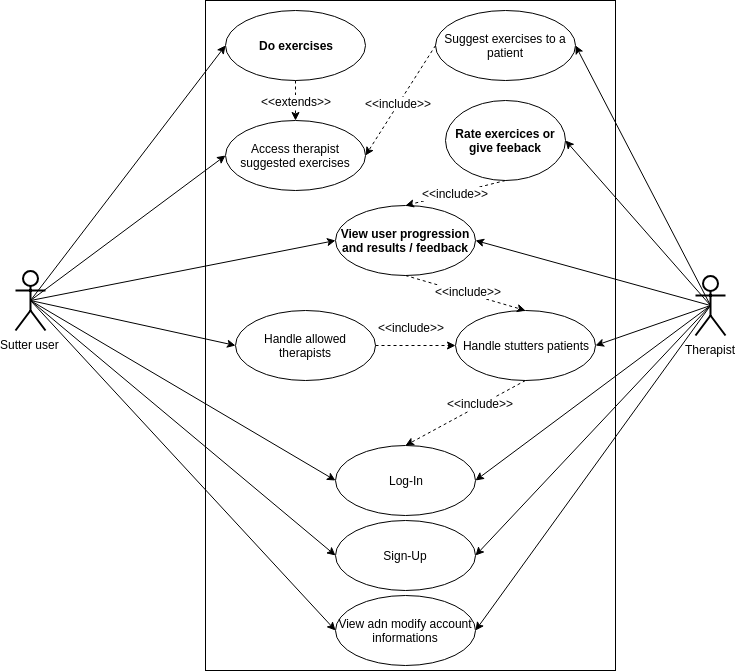 Do exercises
Suggest exercises to a
patient
<<extends>>
<<include>>
Access therapist
suggested exercises
Rate exercices or
give feeback
<<include>>
View user progression
and results / feedback
<<include>>
Sutter user
Therapist
Handle allowed
therapists
<<include>>
Handle stutters patients
<<include>>
Log-In
Sign-Up
View adn modify account
informations